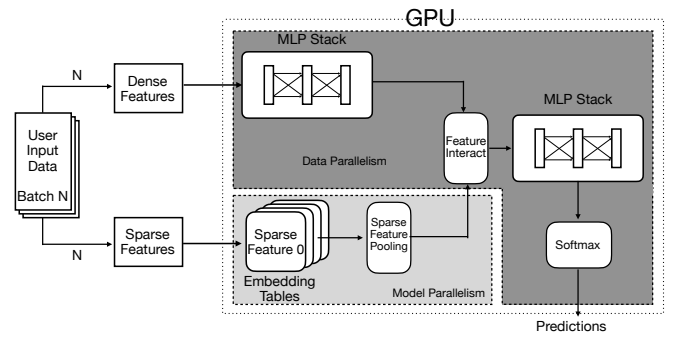 GPU
MLP Stack
N
Dense
Features
User
Input
Data
Batch N
Feature
Interact
MLP Stack
Data Parallelism
N
Sparse
Features
Sparse
Feature 0
Embedding
Tables
Sparse
Feature
Pooling
Model Parallelism
Softmax
Predictions